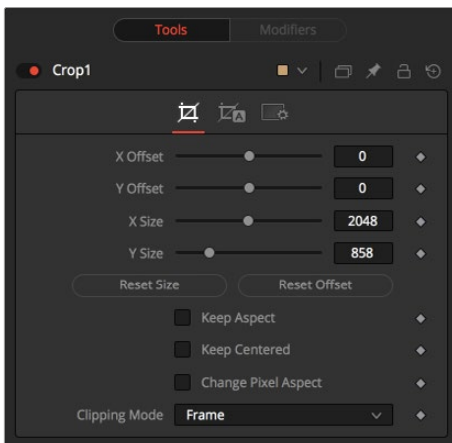 Tools Modifiers
Crop1
A
X Offset 0
Y Offset 0
X Size 2048
Y Size 858
Reset Size Reset Offset
Keep Aspect
Keep Centered
Change Pixel Aspect
Clipping Mode Frame